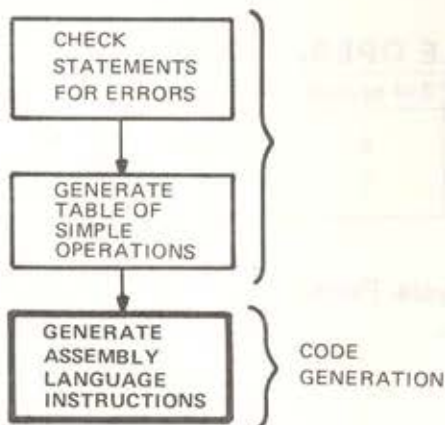 CHECK
STATEMENTS
FOR ERRORS
GENERATE
TABLE OF
SIMPLE
OPERATIONS
GENERATE
ASSEMBLY
LANGUAGE
INSTRUCTIONS
CODE
GENERATION